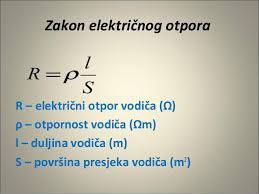 Zakon električnog otpora
R = ρ l/S
R – električni otpor vodiča (Ω)
ρ – otpornost vodiča (Ωm)
l – duljina vodiča (m)
S – površina presjeka vodiča (m²)